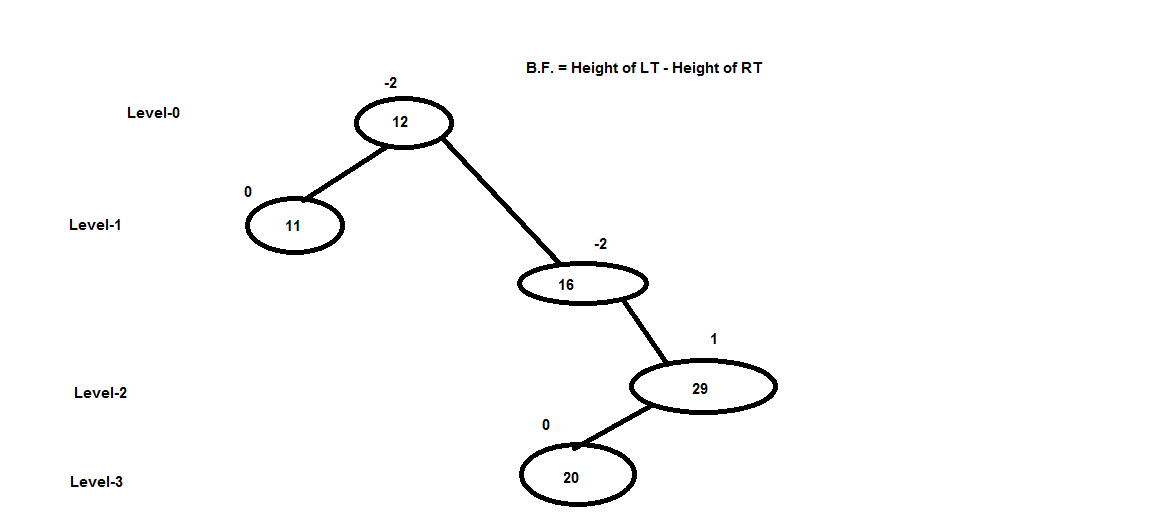 B.F. = Height of LT - Height of RT
-2
Level-0
12
0
Level-1
11
-2
16
1
Level-2
29
0
Level-3
20